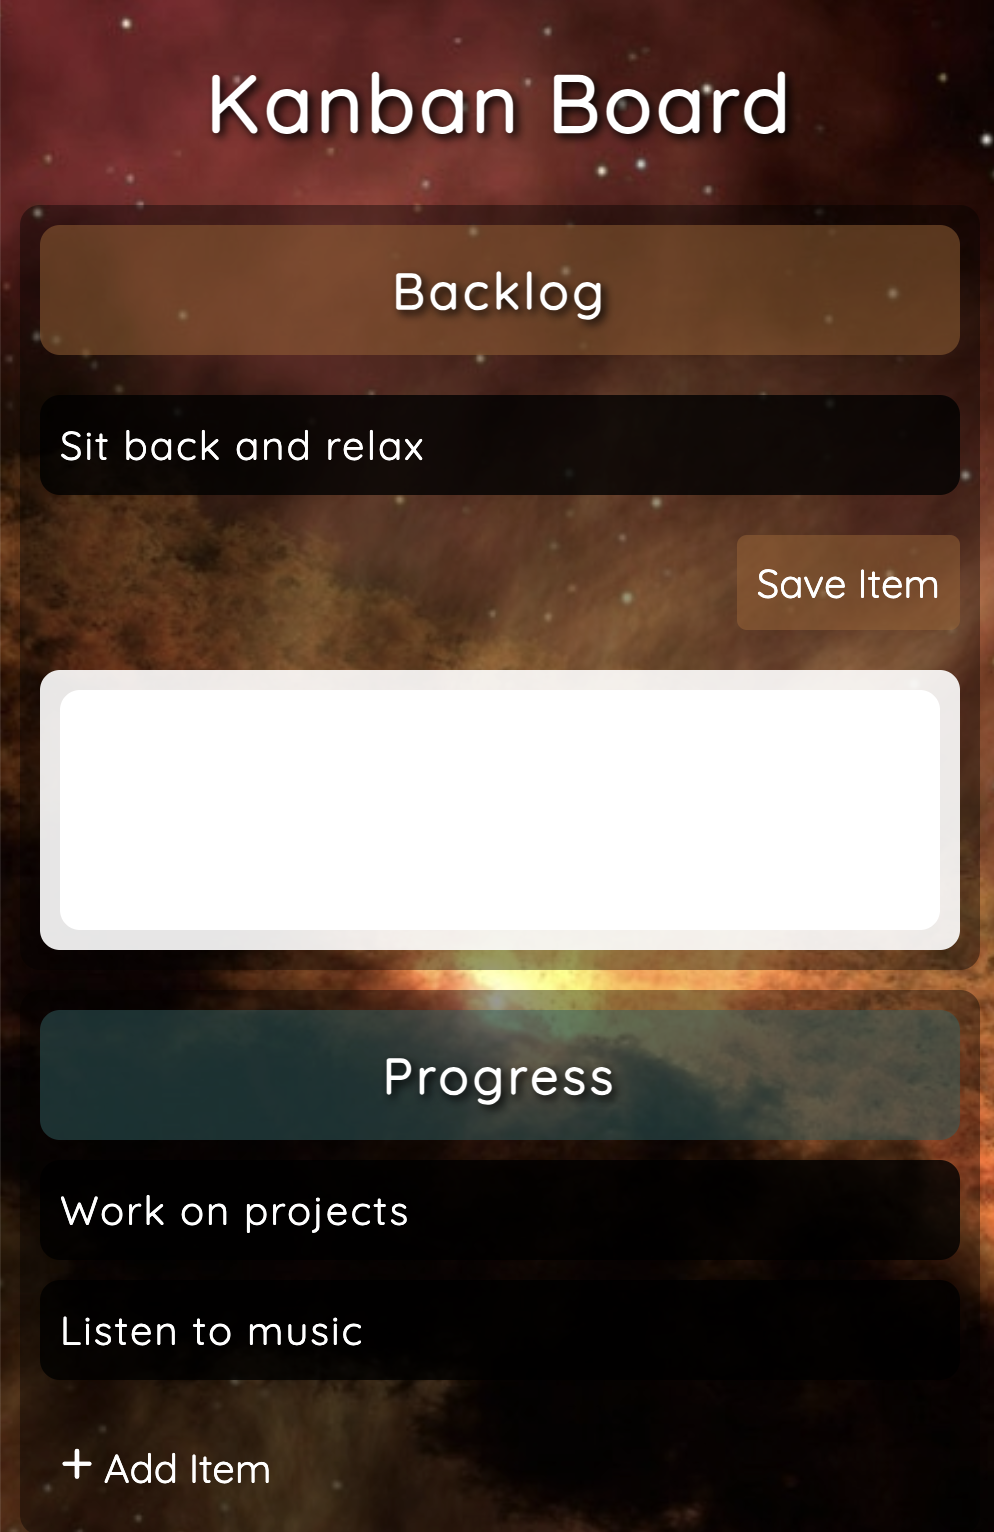 Kanban Board
Backlog
Sit back and relax
Save Item
Progress
Work on projects
Listen to music
+ Add Item